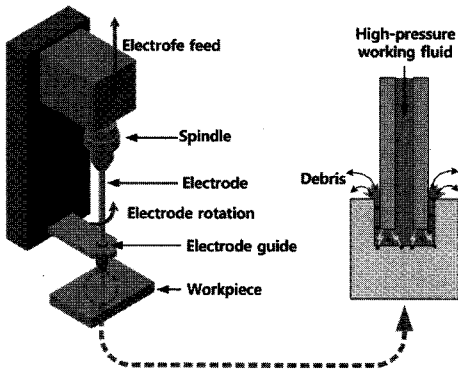 Electrofe feed
Spindle
Electrode
Electrode rotation
Electrode guide
Workpiece
High-pressure
working fluid
Debris